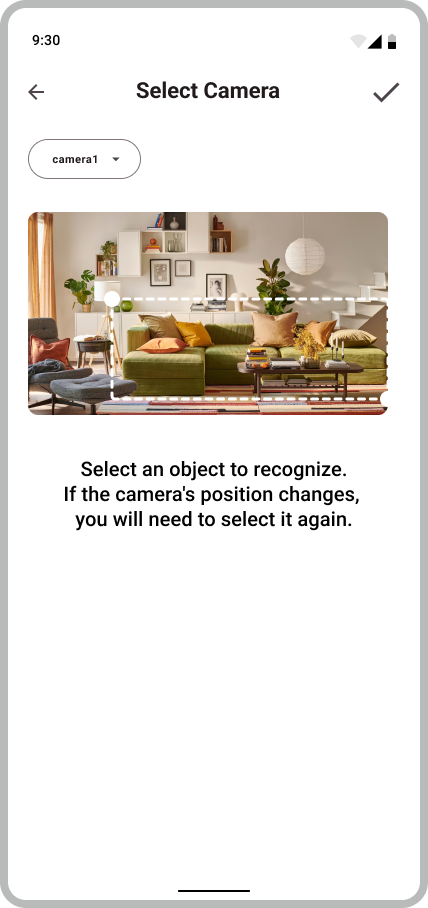 9:30
Select Camera
camera1
Select an object to recognize.
If the camera's position changes,
you will need to select it again.